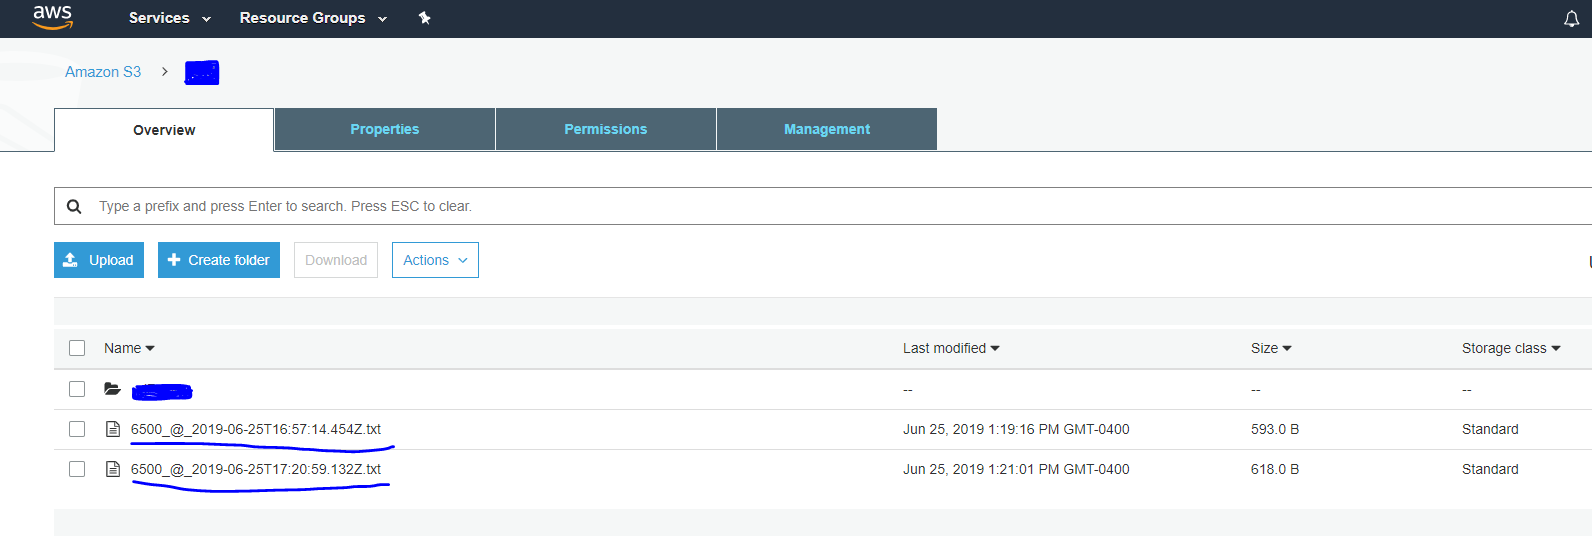 aws Services Resource Groups
Amazon S3 >
Overview Properties Permissions Management
Type a prefix and press Enter to search. Press ESC to clear.
Upload + Create folder Download Actions
Name Last modified Size Storage class
-- -- --
6500_@_2019-06-25T16:57:14.454Z.txt Jun 25, 2019 1:19:16 PM GMT-0400 593.0 B Standard
6500_@_2019-06-25T17:20:59.132Z.txt Jun 25, 2019 1:21:01 PM GMT-0400 618.0 B Standard